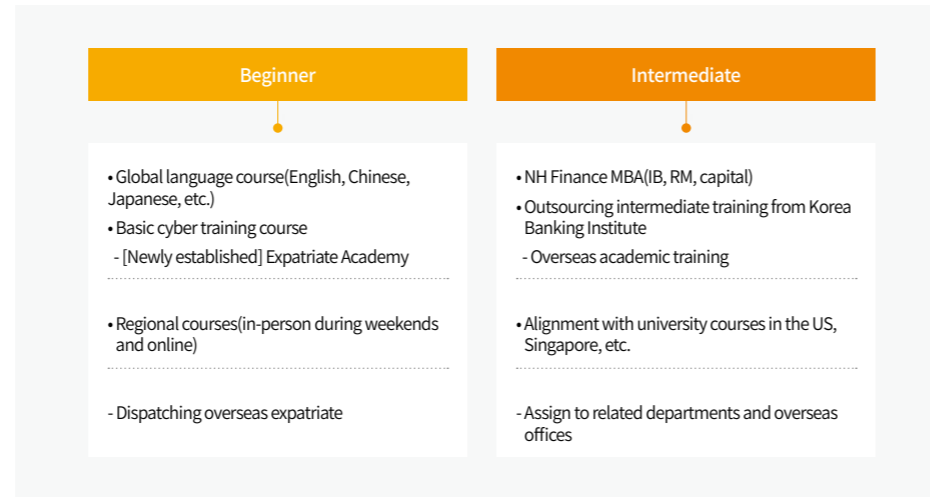 Beginner
• Global language course(English, Chinese,
Japanese, etc.)
• Basic cyber training course
- [Newly established] Expatriate Academy
• Regional courses(in-person during weekends
and online)
- Dispatching overseas expatriate
Intermediate
• NH Finance MBA(IB, RM, capital)
• Outsourcing intermediate training from Korea
Banking Institute
- Overseas academic training
• Alignment with university courses in the US,
Singapore, etc.
- Assign to related departments and overseas
offices